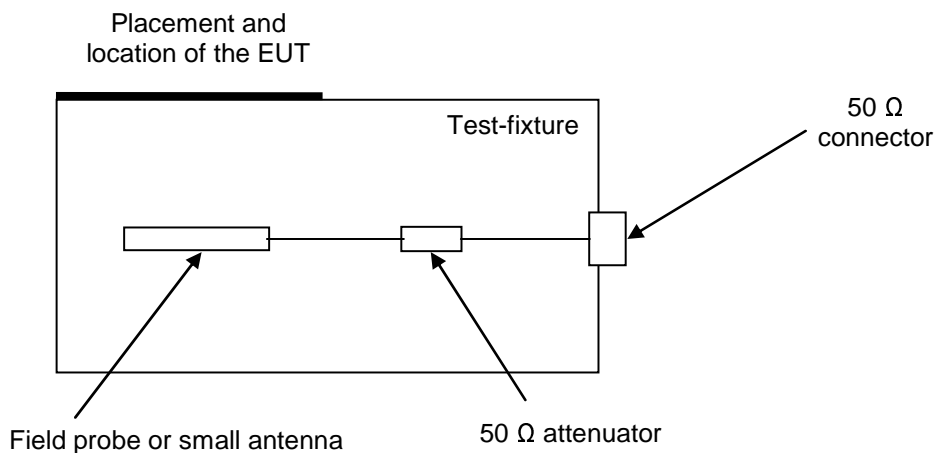 Placement and
location of the EUT
Test-fixture
50 Ω
connector
Field probe or small antenna
50 Ω attenuator